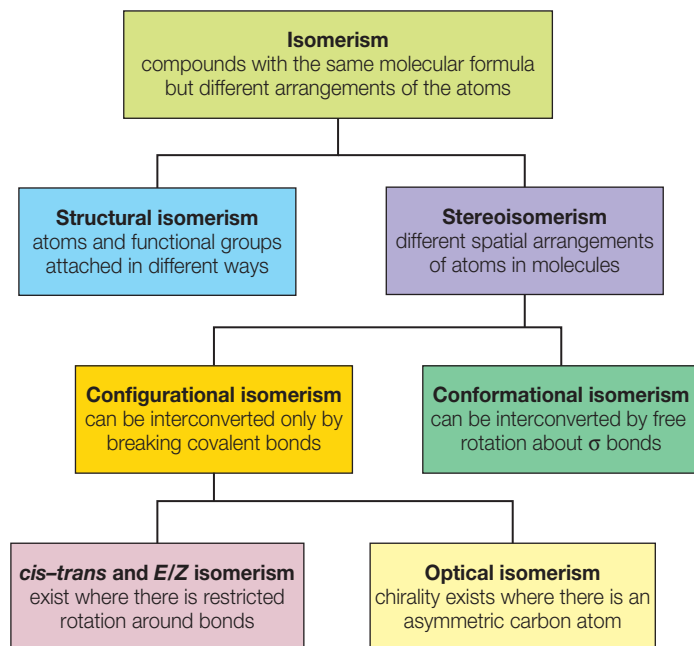 Isomerism
compounds with the same molecular formula
but different arrangements of the atoms
Structural isomerism
atoms and functional groups
attached in different ways
Stereoisomerism
different spatial arrangements
of atoms in molecules
Configurational isomerism
can be interconverted only by
breaking covalent bonds
Conformational isomerism
can be interconverted by free
rotation about σ bonds
cis–trans and E/Z isomerism
exist where there is restricted
rotation around bonds
Optical isomerism
chirality exists where there is an
asymmetric carbon atom